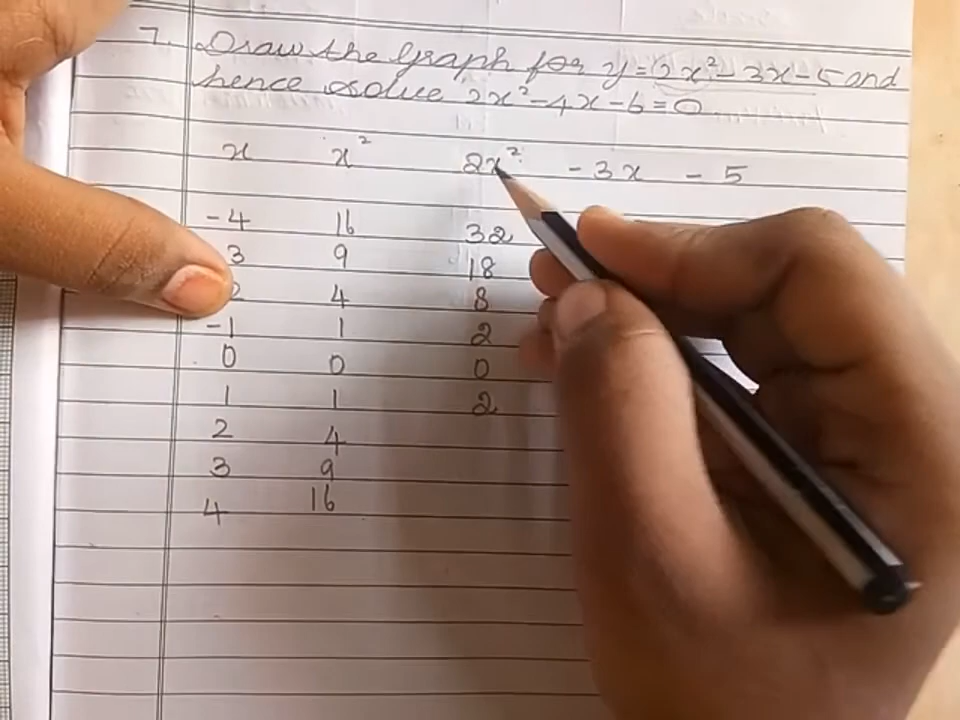 7. Draw the Graph for y=2x²-3x-5 and
hence solve 2x²-4x-6=0
x x² 2x² -3x -5
-4 16 32
3 9 18
2 4 8
-1 1 2
0 0 0
1 1 2
2 4
3 9
4 16